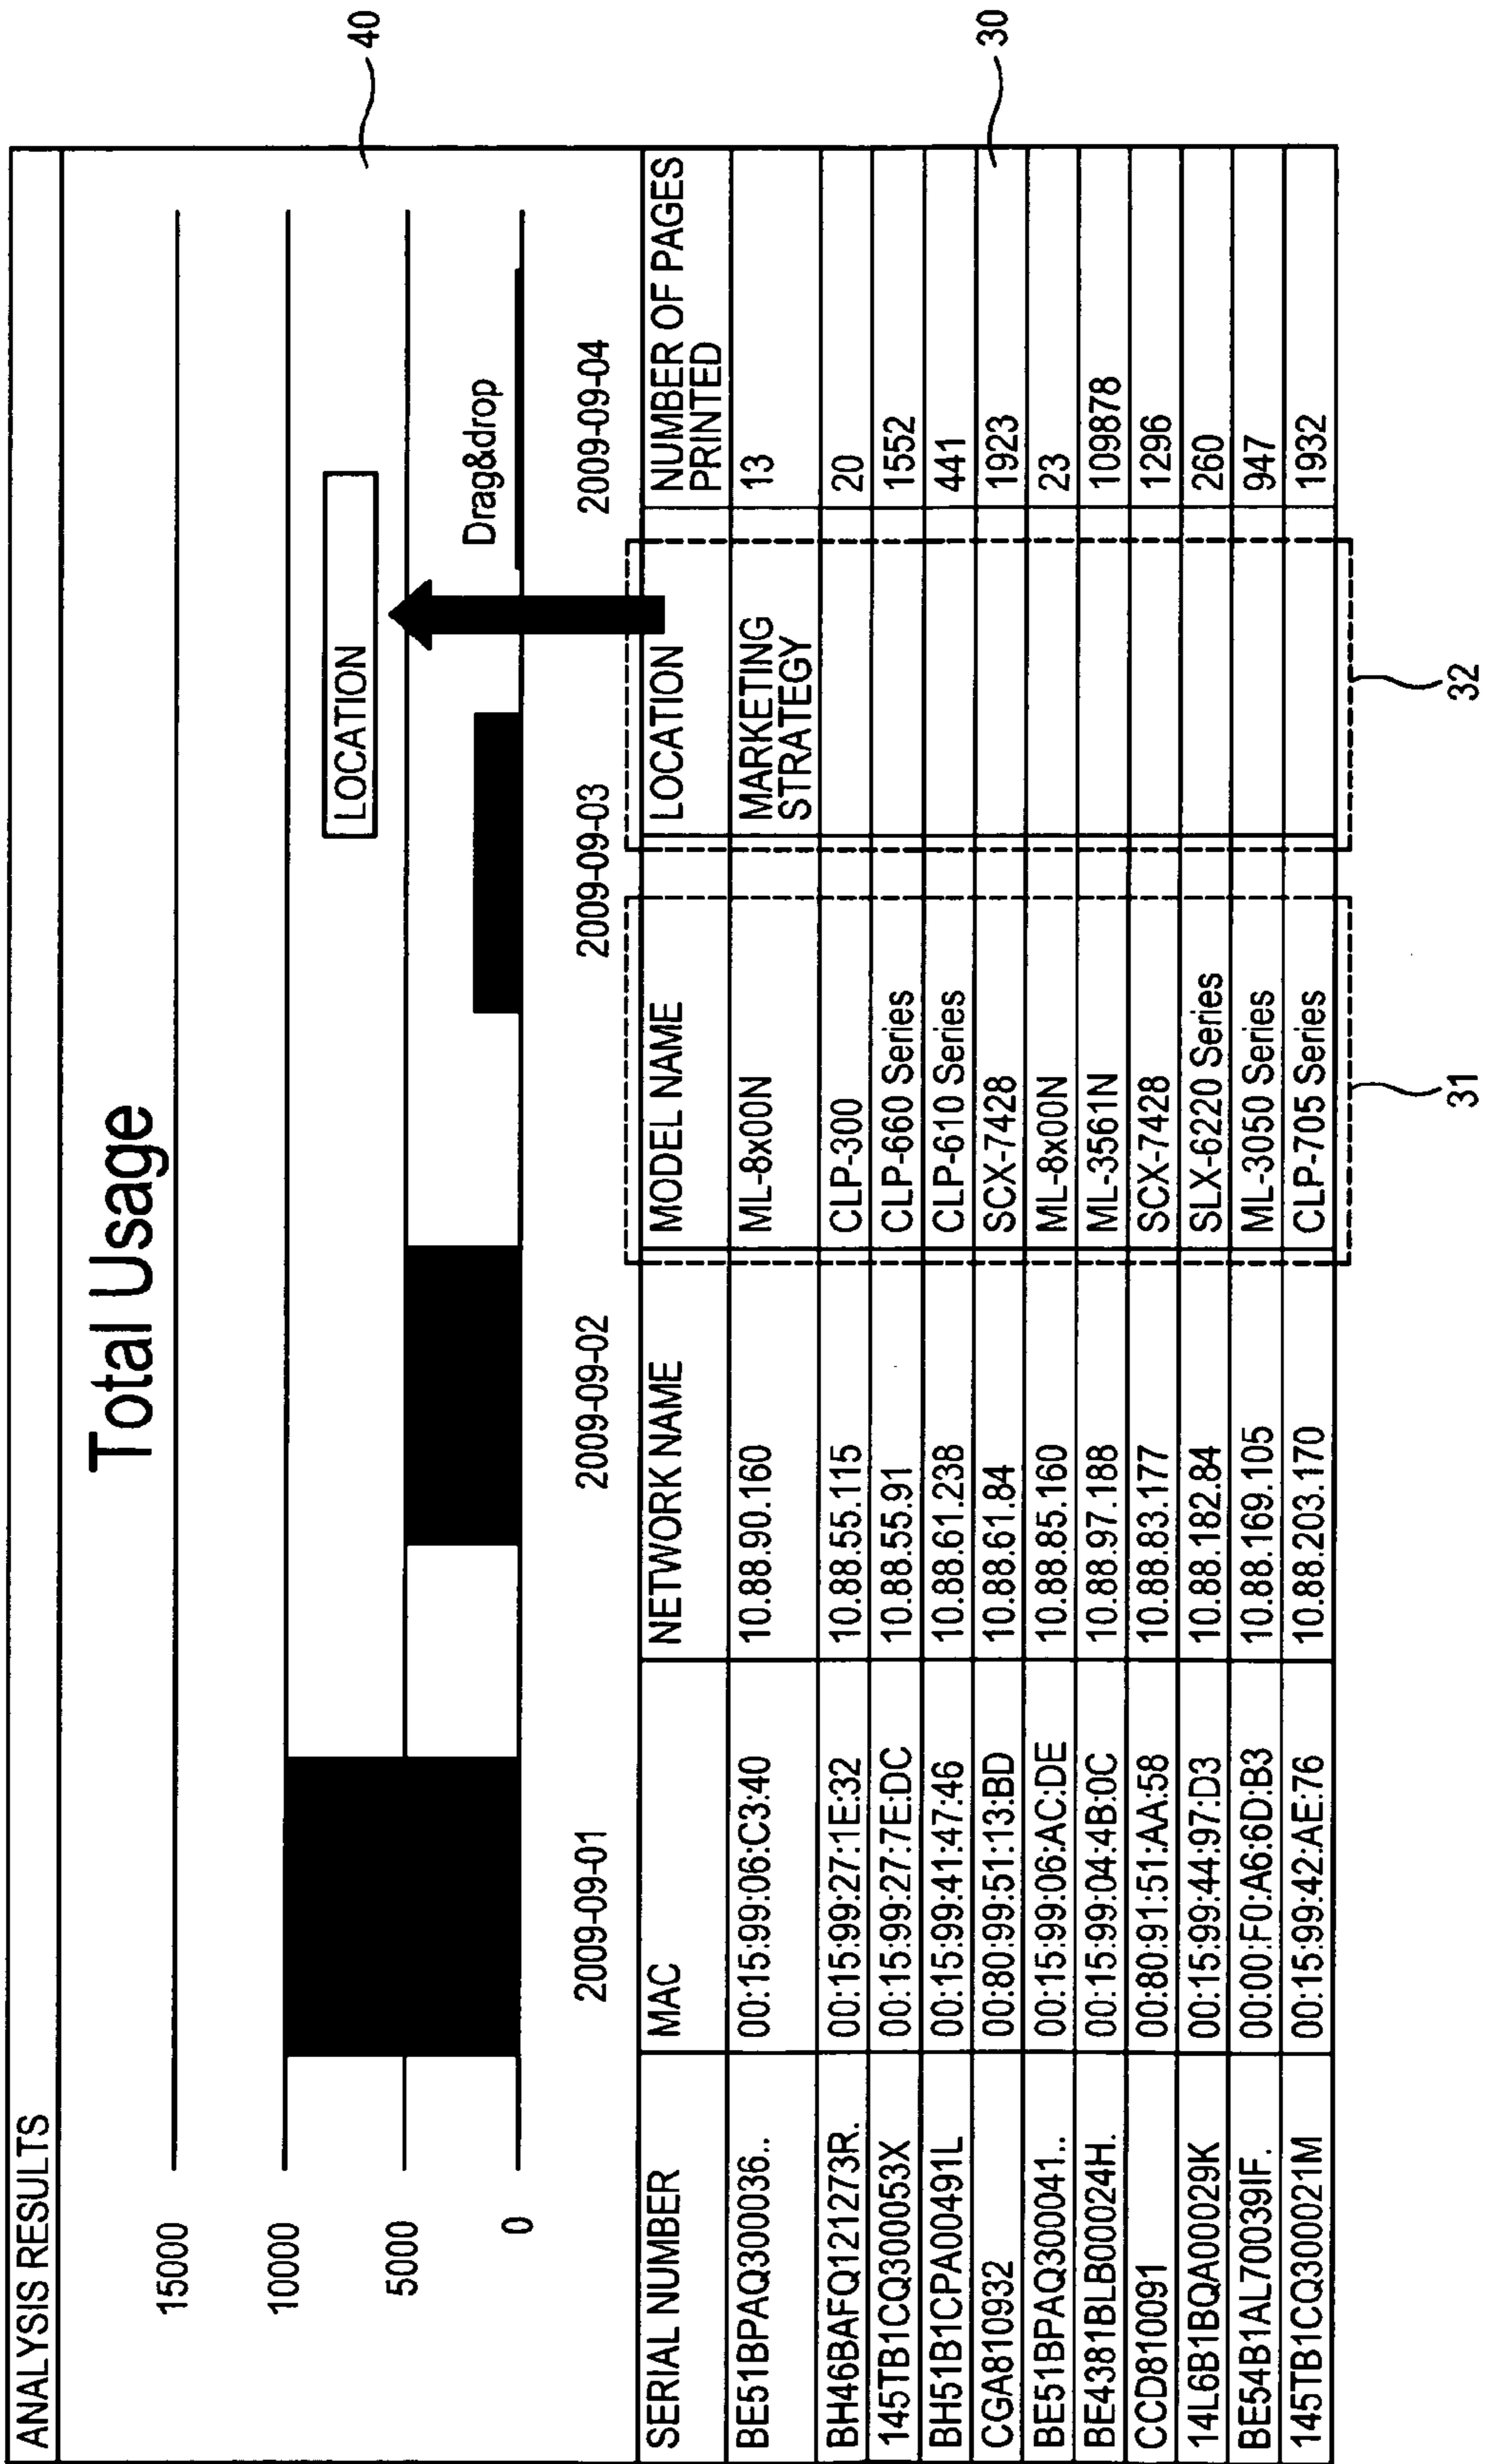 ANALYSIS RESULTS
Total Usage
15000
10000
5000
0
LOCATION
Drag&drop
2009-09-01 2009-09-02 2009-09-03 2009-09-04
40
SERIAL NUMBER MAC NETWORK NAME MODEL NAME LOCATION NUMBER OF PAGES
PRINTED
BE51BPAQ300036.. 00:15:99:06:C3:40 10.88.90.160 ML-8x00N MARKETING
STRATEGY 13
BH46BAFQ121273R. 00:15:99:27:1E:32 10.88.55.115 CLP-300 20
145TB1CQ300053X 00:15:99:27:7E:DC 10.88.55.91 CLP-660 Series 1552
BH51B1CPA00491L 00:15:99:41:47:46 10.88.61.238 CLP-610 Series 441
CGA810932 00:80:99:51:13:BD 10.88.61.84 SCX-7428 1923
BE51BPAQ300041.. 00:15:99:06:AC:DE 10.88.85.160 ML-8x00N 23
BE4381BLB00024H. 00:15:99:04:4B:0C 10.88.97.188 ML-3561N 109878
CCD810091 00:80:91:51:AA:58 10.88.83.177 SCX-7428 1296
14L6B1BQA00029K 00:15:99:44:97:D3 10.88.182.84 SLX-6220 Series 260
BE54B1AL70039IF. 00:00:F0:A6:6D:B3 10.88.169.105 ML-3050 Series 947
145TB1CQ300021M 00:15:99:42:AE:76 10.88.203.170 CLP-705 Series 1932
30
31
32